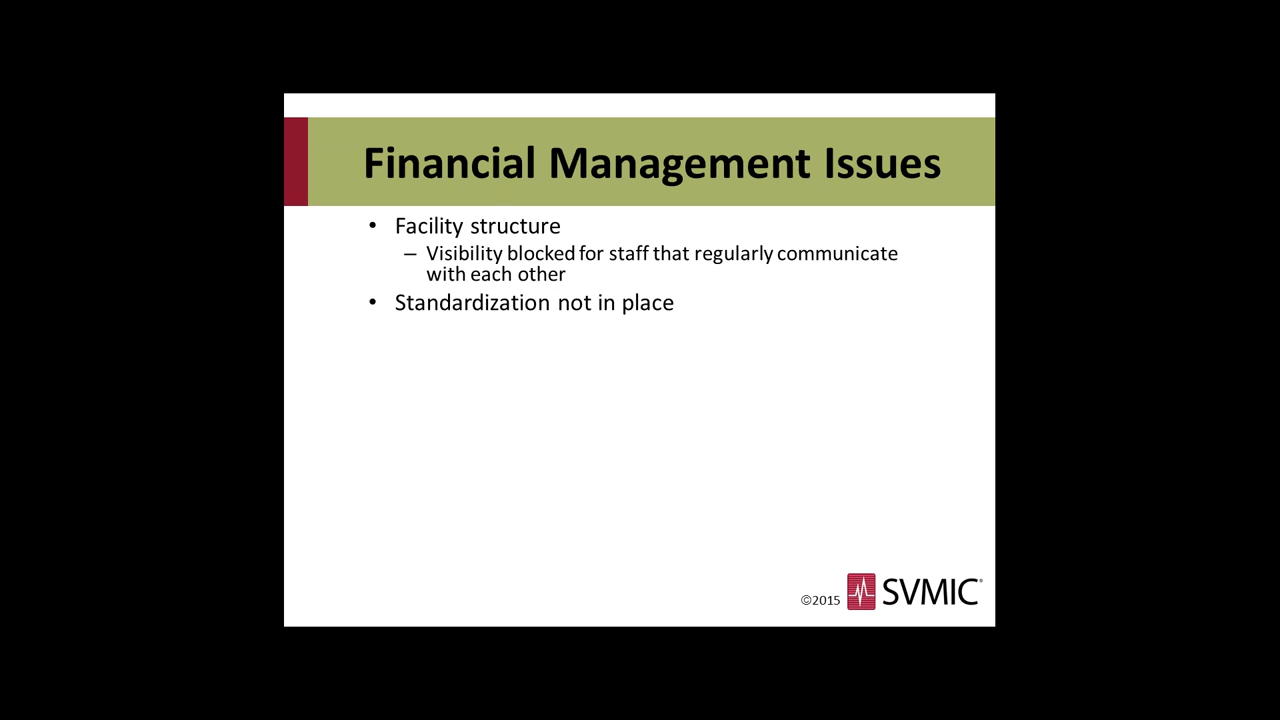 Financial Management Issues
• Facility structure
– Visibility blocked for staff that regularly communicate
with each other
• Standardization not in place
©2015 SVMIC®